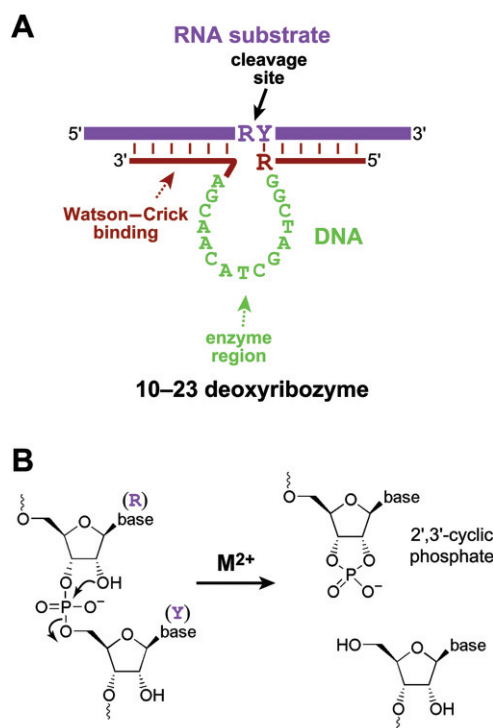 A
RNA substrate
cleavage
site
5' RY 3'
3' R 5'
AGCAACATCGATCGG
Watson–Crick
binding
DNA
enzyme
region
10–23 deoxyribozyme
B
(R)
O
O
base
O
OH
O=P–O−
O
(Y)
O
base
O
OH
M2+
O
O
base
O
O
P
O
O−
2',3'-cyclic
phosphate
HO
O
base
O
OH